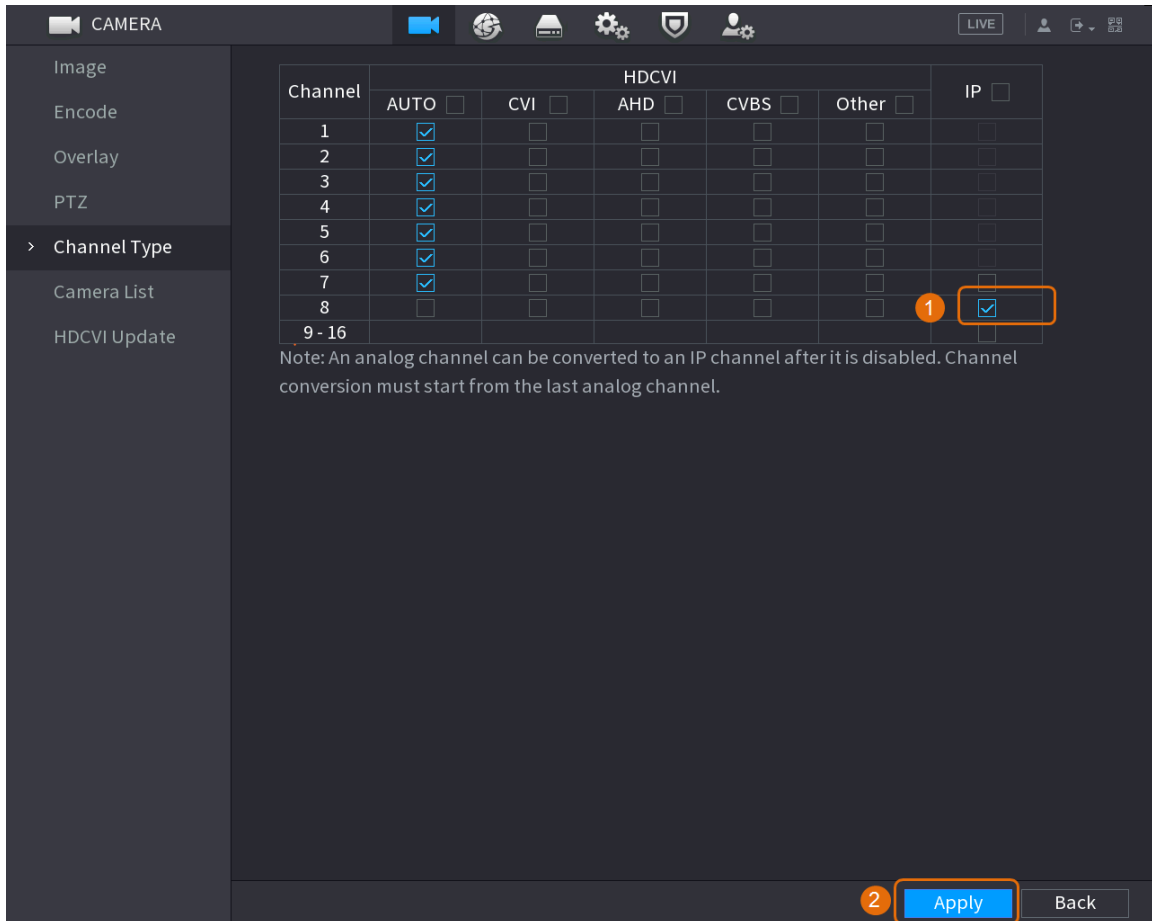 CAMERA
LIVE
Image
Encode
Overlay
PTZ
Channel Type
Camera List
HDCVI Update
Channel HDCVI IP
AUTO CVI AHD CVBS Other
1
2
3
4
5
6
7
8
1
9 - 16
Note: An analog channel can be converted to an IP channel after it is disabled. Channel
conversion must start from the last analog channel.
2
Apply Back